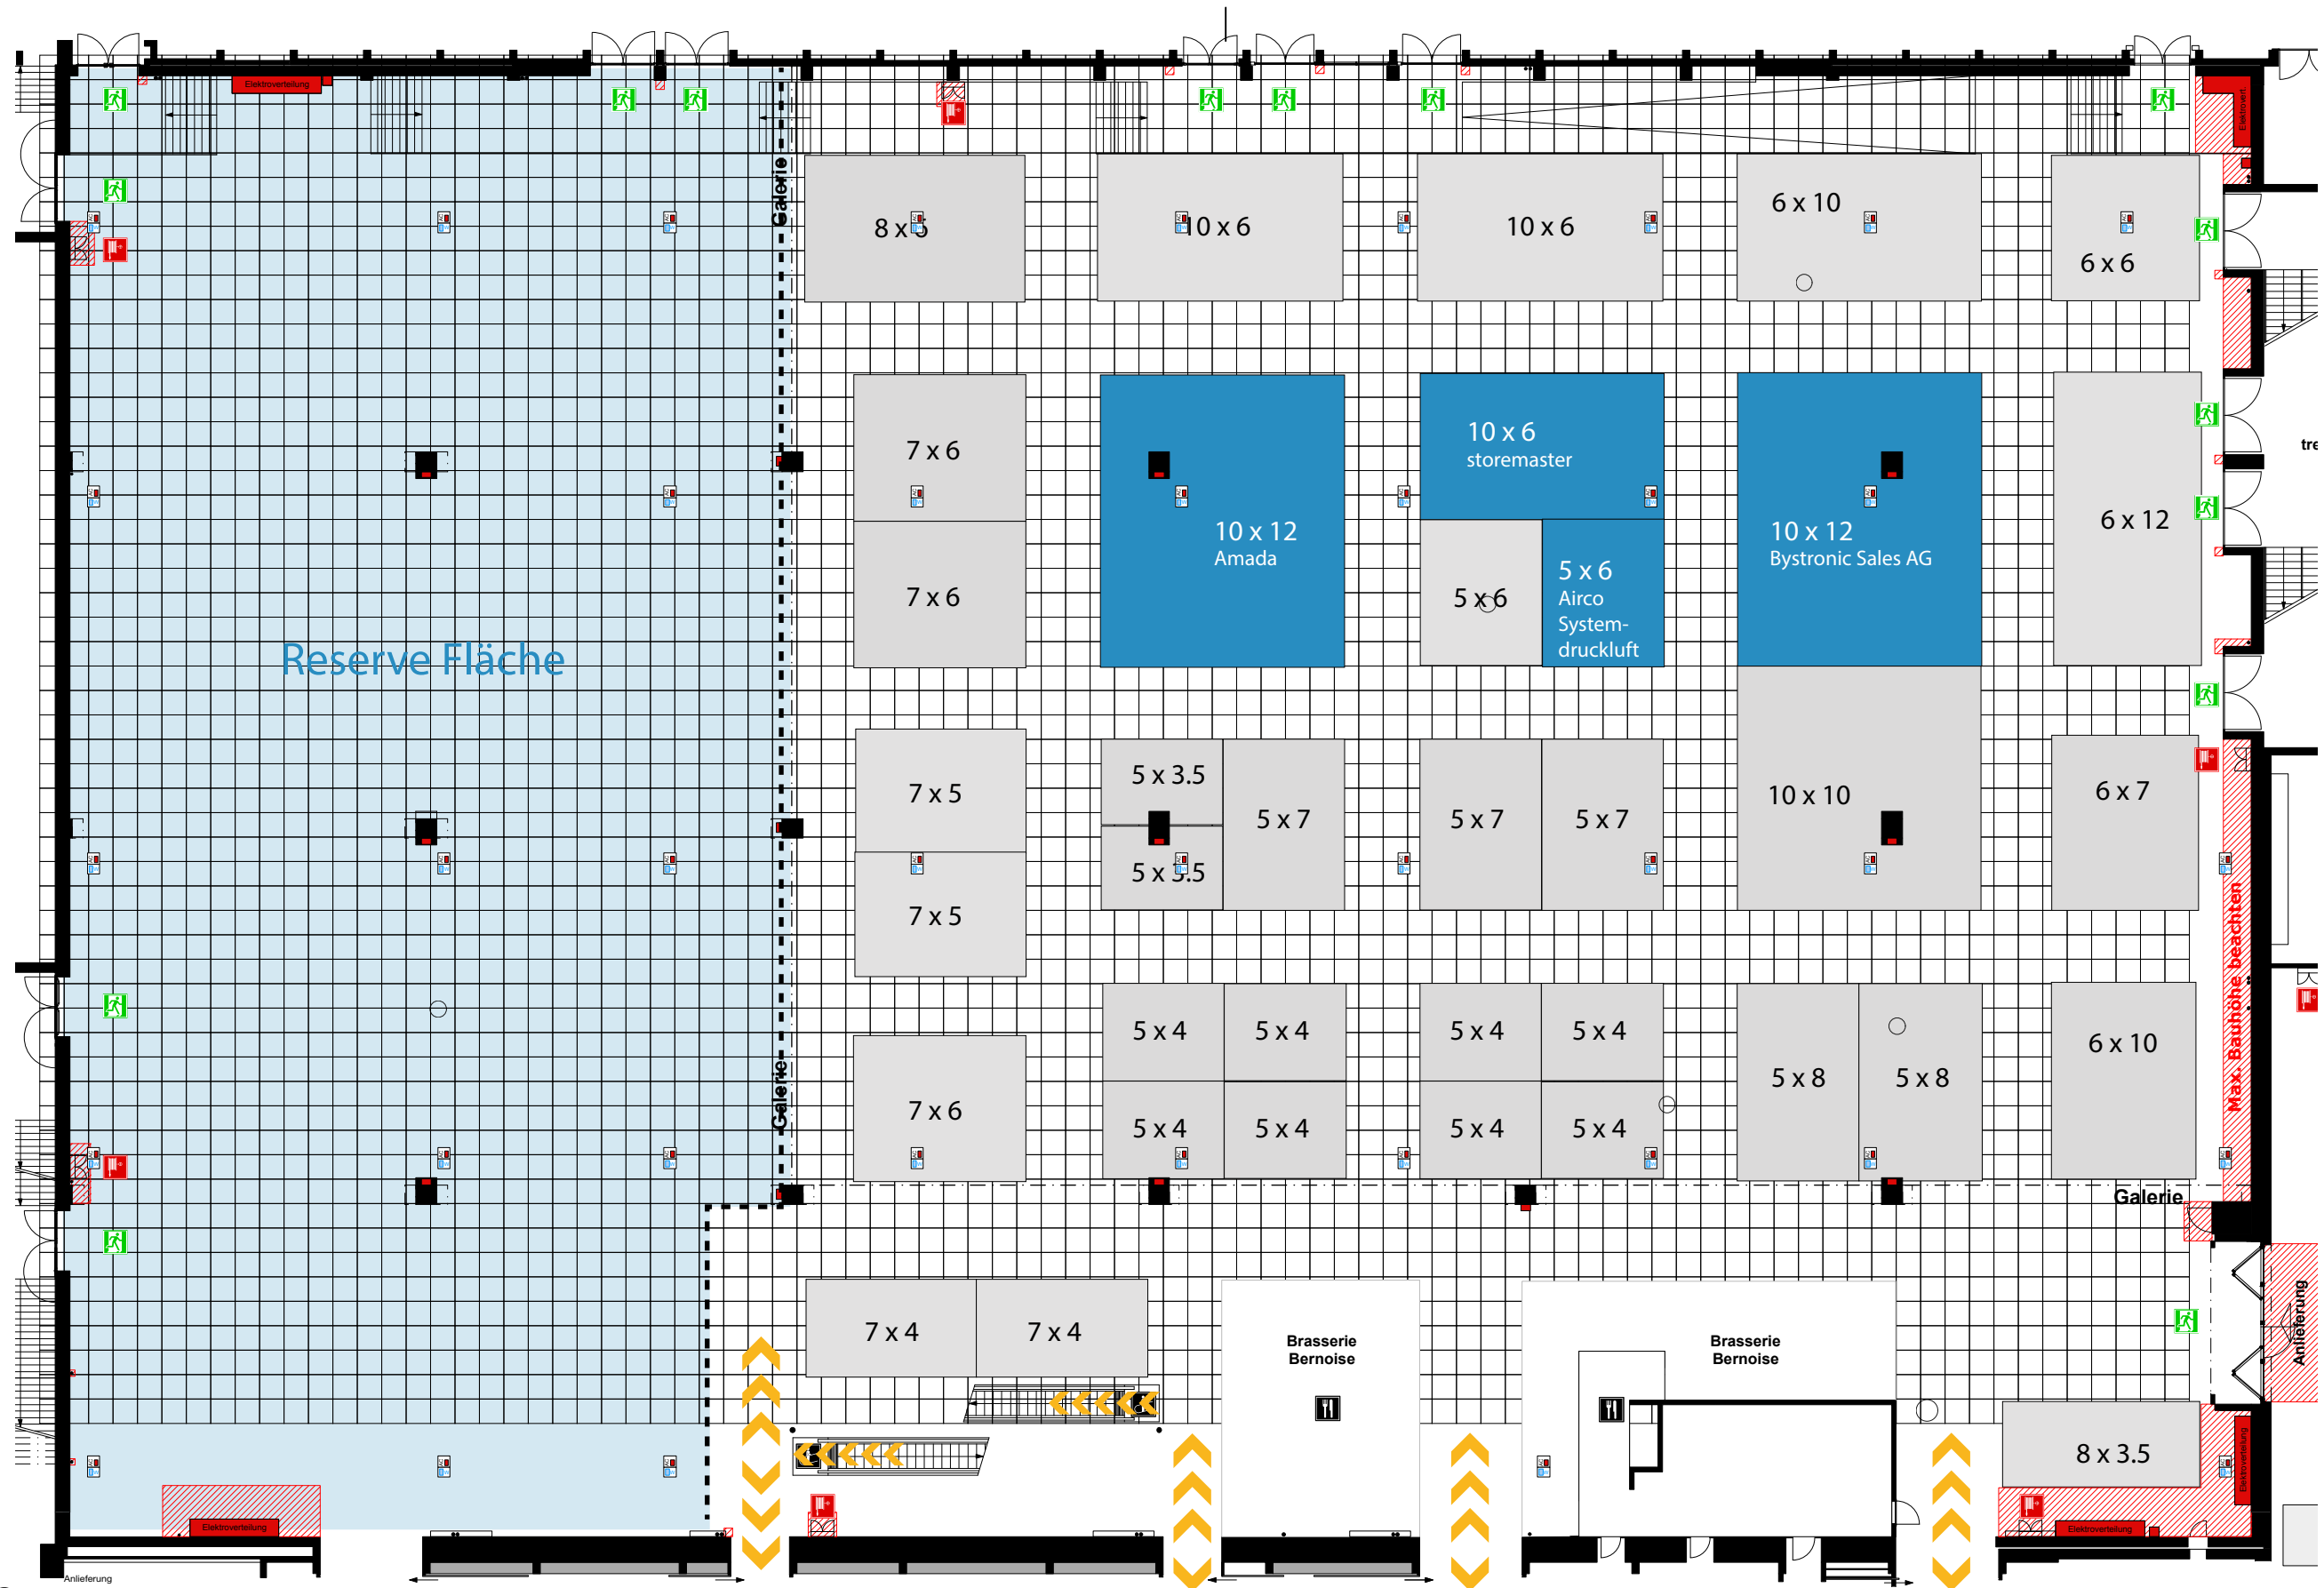 Elektroverteilung
Elektrovert.
Galerie
8 x 6
10 x 6
10 x 6
6 x 10
6 x 6
7 x 6
10 x 6
storemaster
tre
10 x 12
Amada
10 x 12
Bystronic Sales AG
6 x 12
7 x 6
5 x 6
5 x 6
Airco
System-
druckluft
Reserve Fläche
7 x 5
5 x 3.5
5 x 7
5 x 7
5 x 7
10 x 10
6 x 7
5 x 3.5
7 x 5
Max. Bauhöhe beachten
5 x 4
5 x 4
5 x 4
5 x 4
6 x 10
Galerie
5 x 8
5 x 8
7 x 6
5 x 4
5 x 4
5 x 4
5 x 4
Galerie
7 x 4
7 x 4
Brasserie
Bernoise
Brasserie
Bernoise
Anlieferung
8 x 3.5
Elektroverteilung
Elektroverteilung
Elektroverteilung
Anlieferung